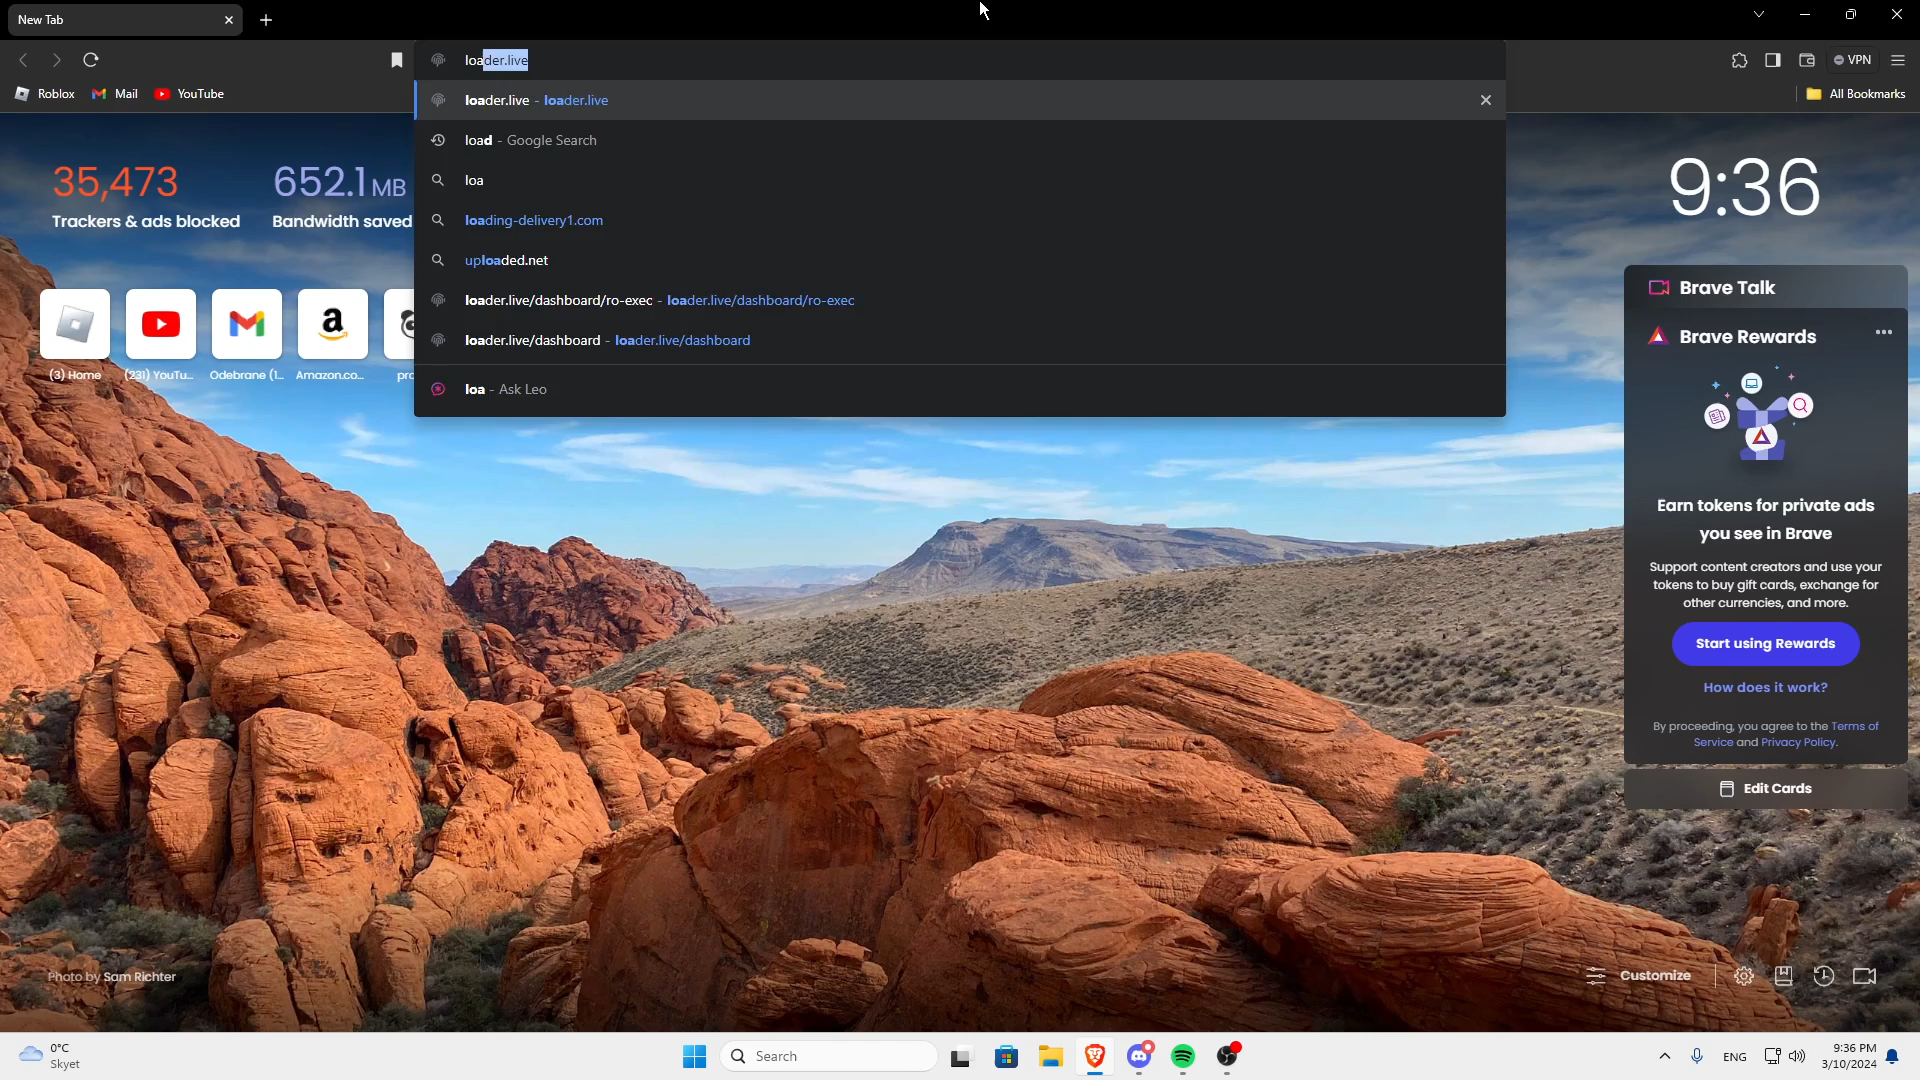 New Tab
loader.live
VPN
Roblox
Mail
YouTube
All Bookmarks
loader.live - loader.live
load - Google Search
loa
loading-delivery1.com
uploaded.net
loader.live/dashboard/ro-exec - loader.live/dashboard/ro-exec
loader.live/dashboard - loader.live/dashboard
loa - Ask Leo
35,473
Trackers & ads blocked
652.1 MB
Bandwidth saved
9:36
(3) Home
(231) YouTu...
Odebrane (1...
Amazon.co...
pro
Brave Talk
Brave Rewards
Earn tokens for private ads
you see in Brave
Support content creators and use your
tokens to buy gift cards, exchange for
other currencies, and more.
Start using Rewards
How does it work?
By proceeding, you agree to the Terms of
Service and Privacy Policy.
Edit Cards
Photo by Sam Richter
Customize
0°C
Skyet
Search
ENG
9:36 PM
3/10/2024